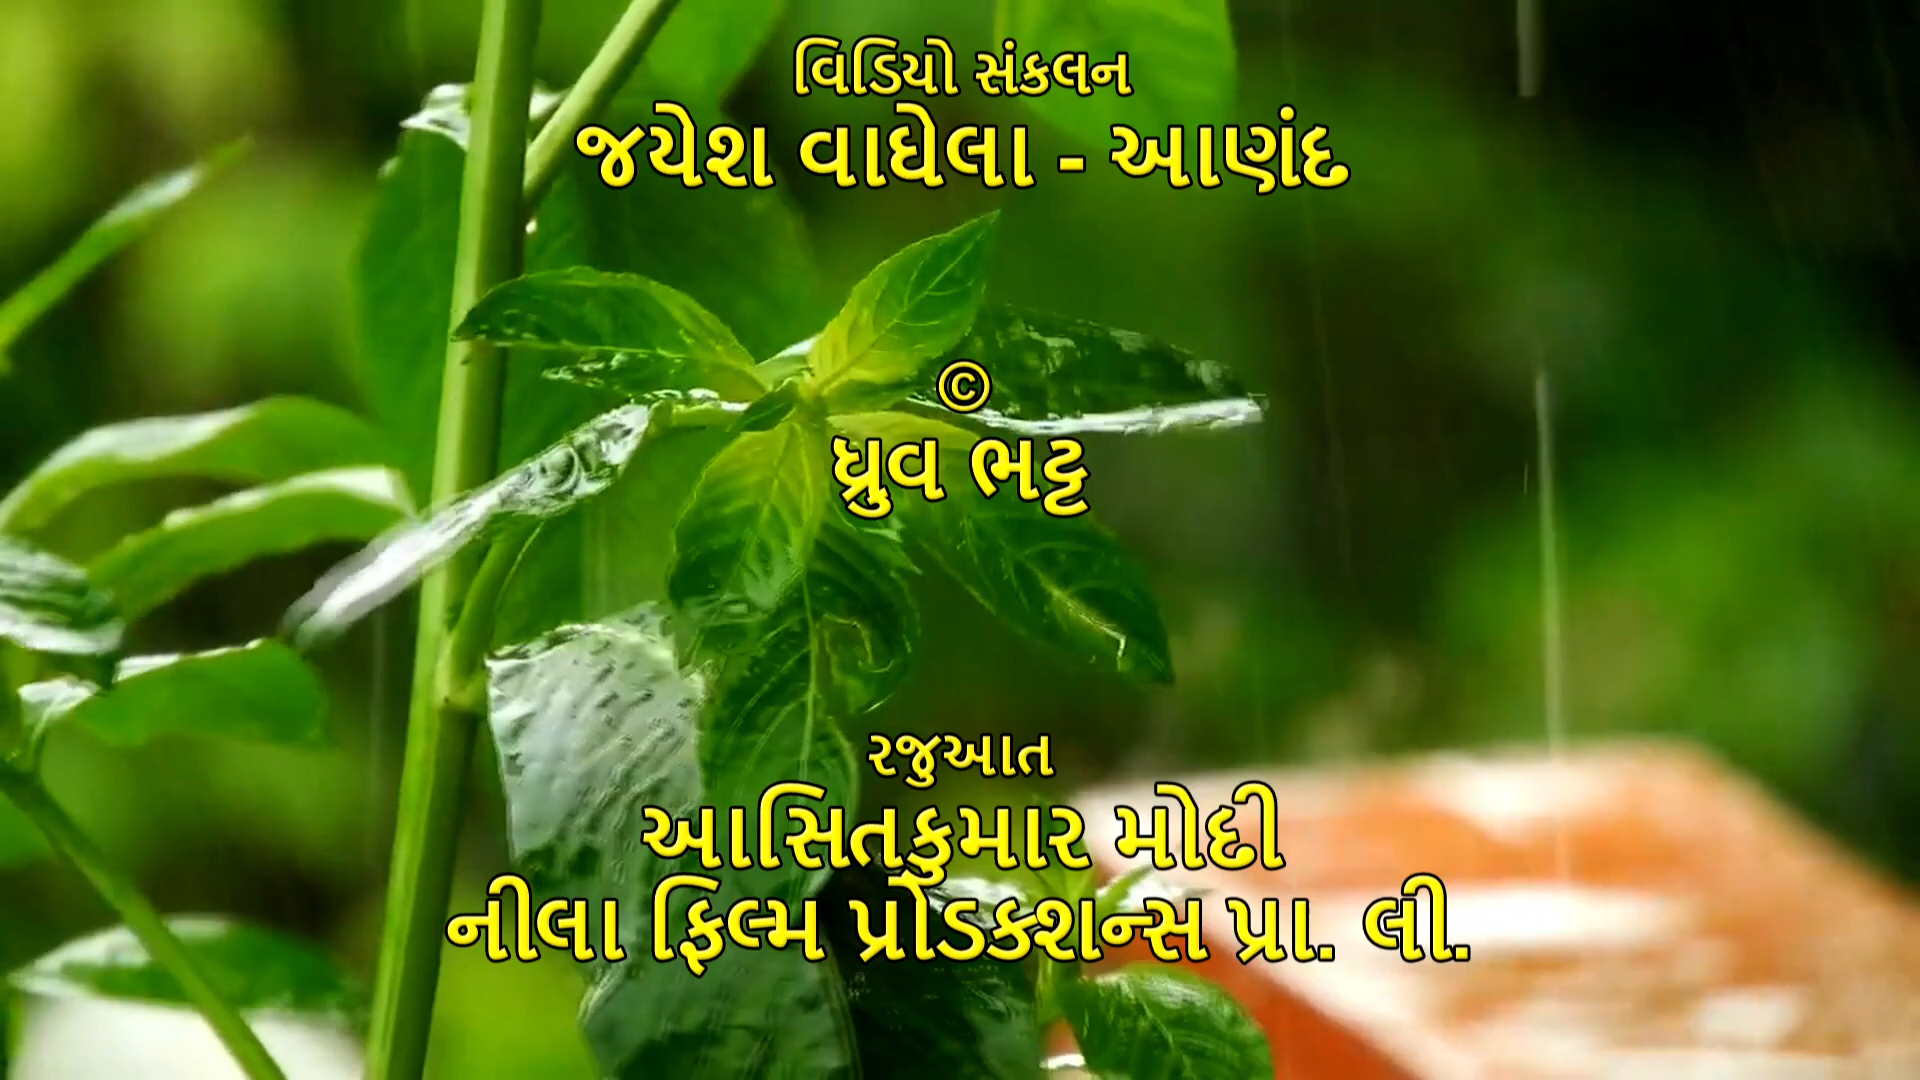 વિડિયો સંકલન
જયેશ વાઘેલા - આણંદ
©
ધ્રુવ ભટ્ટ
રજુઆત
આસિતકુમાર મોદી
નીલા ફિલ્મ પ્રોડક્શન્સ પ્રા. લી.